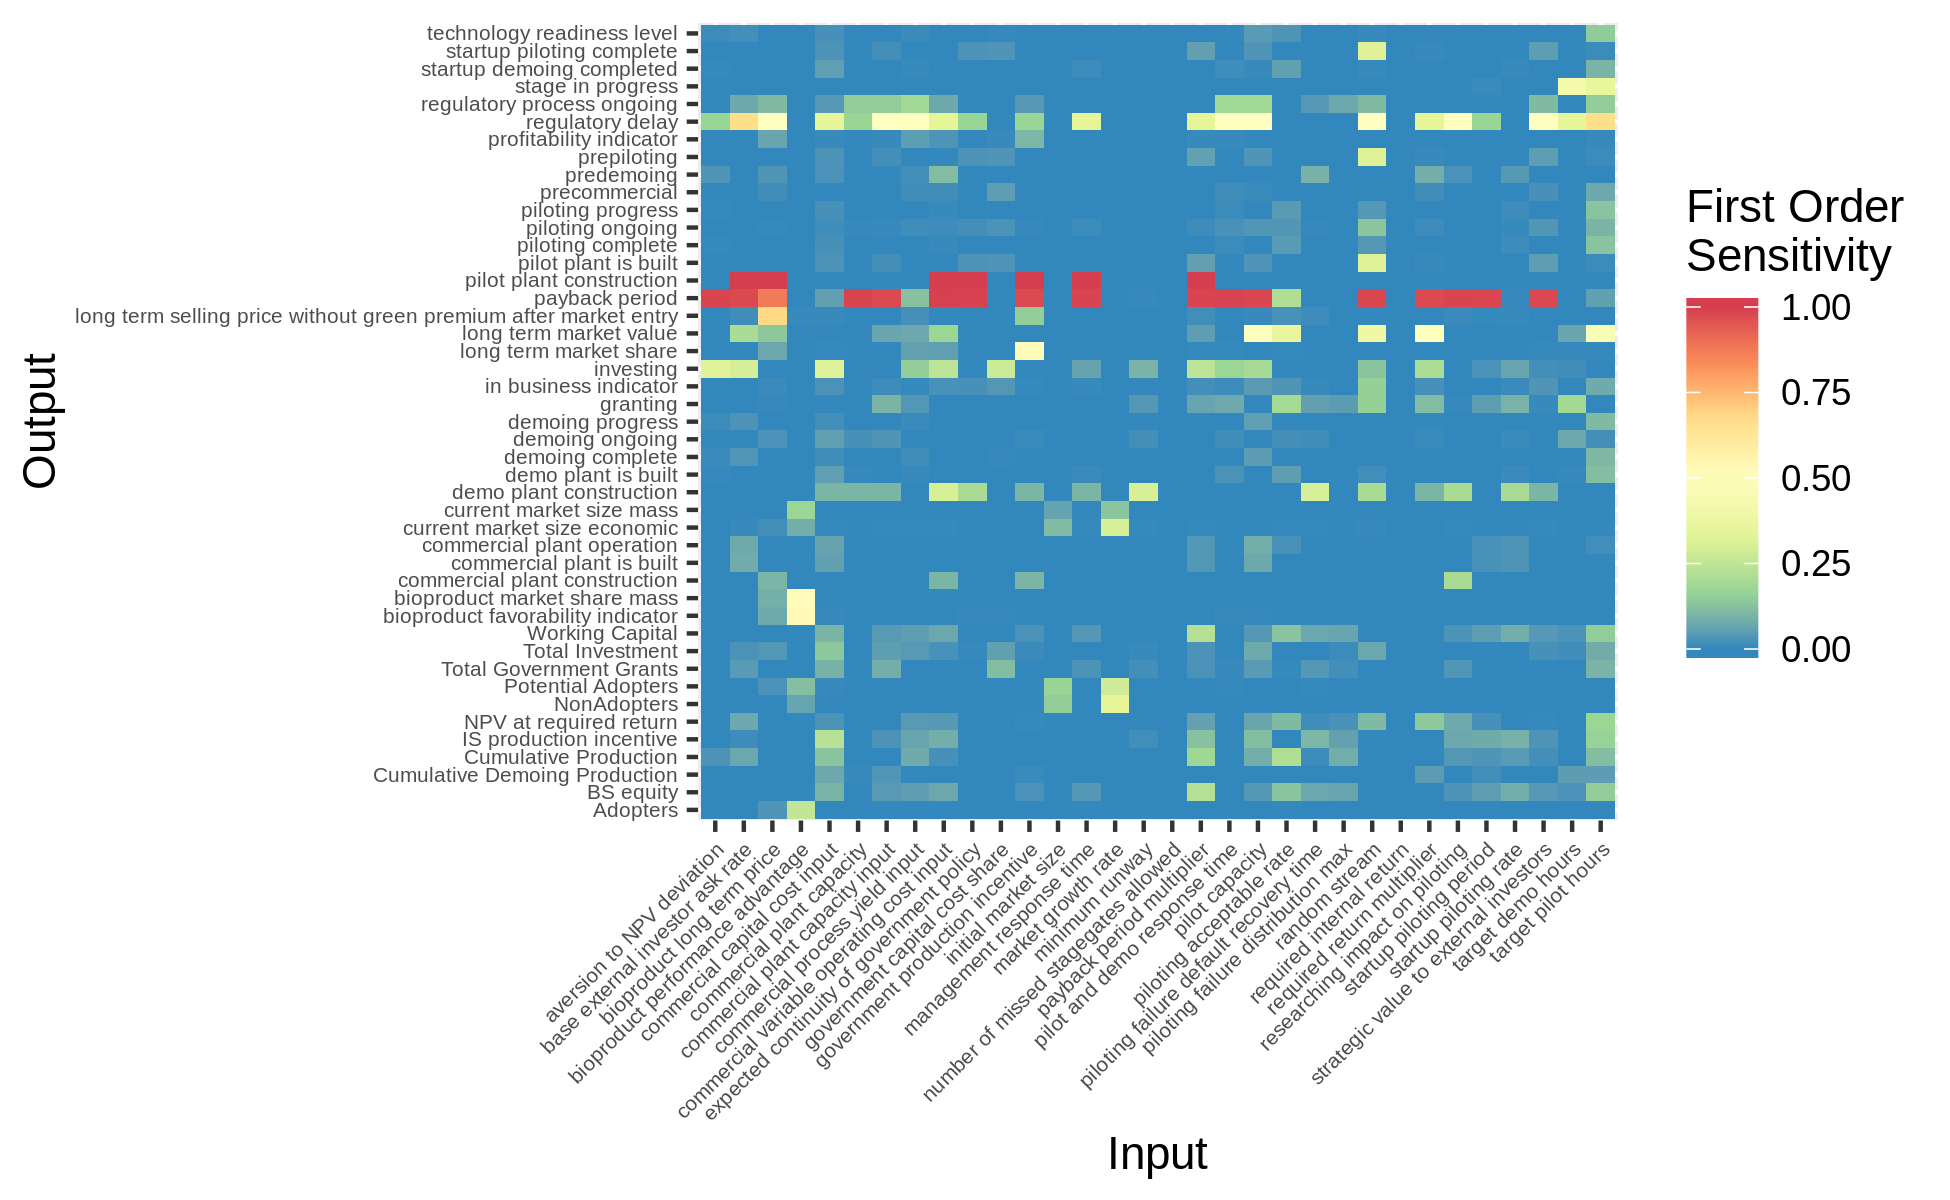 Output
technology readiness level
startup piloting complete
startup demoing completed
stage in progress
regulatory process ongoing
regulatory delay
profitability indicator
prepiloting
predemoing
precommercial
piloting progress
piloting ongoing
piloting complete
pilot plant is built
pilot plant construction
payback period
long term selling price without green premium after market entry
long term market value
long term market share
investing
in business indicator
granting
demoing progress
demoing ongoing
demoing complete
demo plant is built
demo plant construction
current market size mass
current market size economic
commercial plant operation
commercial plant is built
commercial plant construction
bioproduct market share mass
bioproduct favorability indicator
Working Capital
Total Investment
Total Government Grants
Potential Adopters
NonAdopters
NPV at required return
IS production incentive
Cumulative Production
Cumulative Demoing Production
BS equity
Adopters
aversion to NPV deviation
base external investor ask rate
bioproduct long term price
bioproduct performance advantage
commercial capital cost input
commercial plant capacity
commercial plant capacity input
commercial process yield input
commercial variable operating cost input
expected continuity of government policy
government capital cost share
government production incentive
initial market size
management response time
market growth rate
minimum runway
number of missed stagegates allowed
payback period multiplier
pilot and demo response time
pilot capacity
piloting acceptable rate
piloting failure default recovery time
piloting failure distribution max
random stream
required internal return
required return multiplier
researching impact on piloting
startup piloting period
startup piloting rate
strategic value to external investors
target demo hours
target pilot hours
Input
First Order
Sensitivity
1.00
0.75
0.50
0.25
0.00